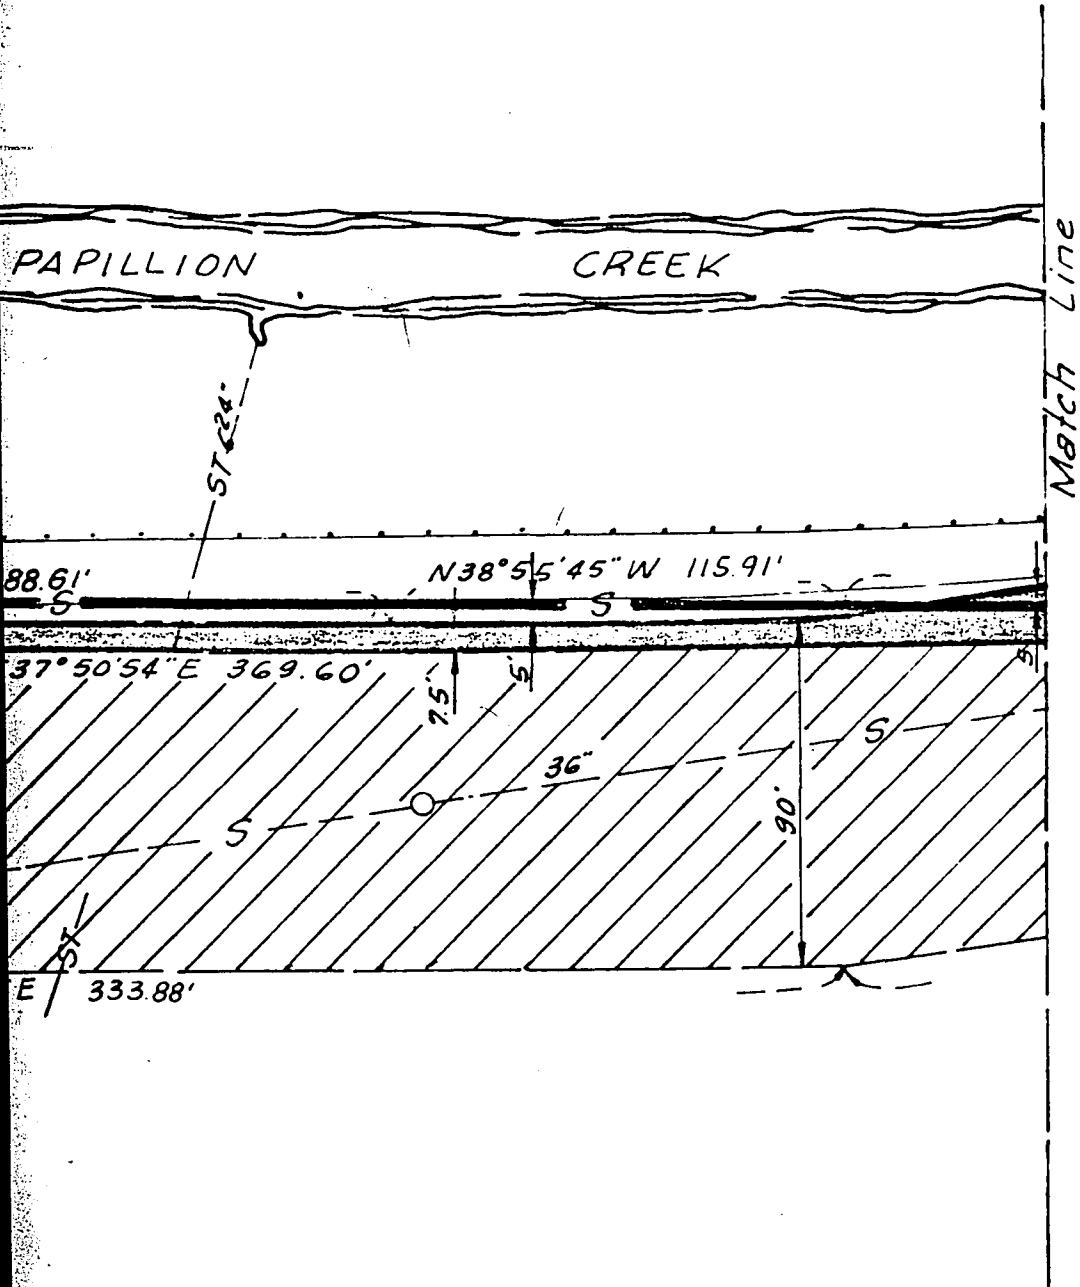 PAPILLION CREEK
Match Line
ST 24"
88.61'
N38°55'45"W 115.91'
S S
37°50'54"E 369.60'
7.5'
5'
5'
S
36"
S
90'
ST
E 333.88'